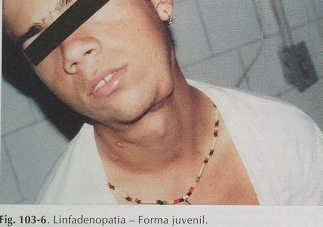 Fig. 103-6. Linfadenopatia – Forma juvenil.